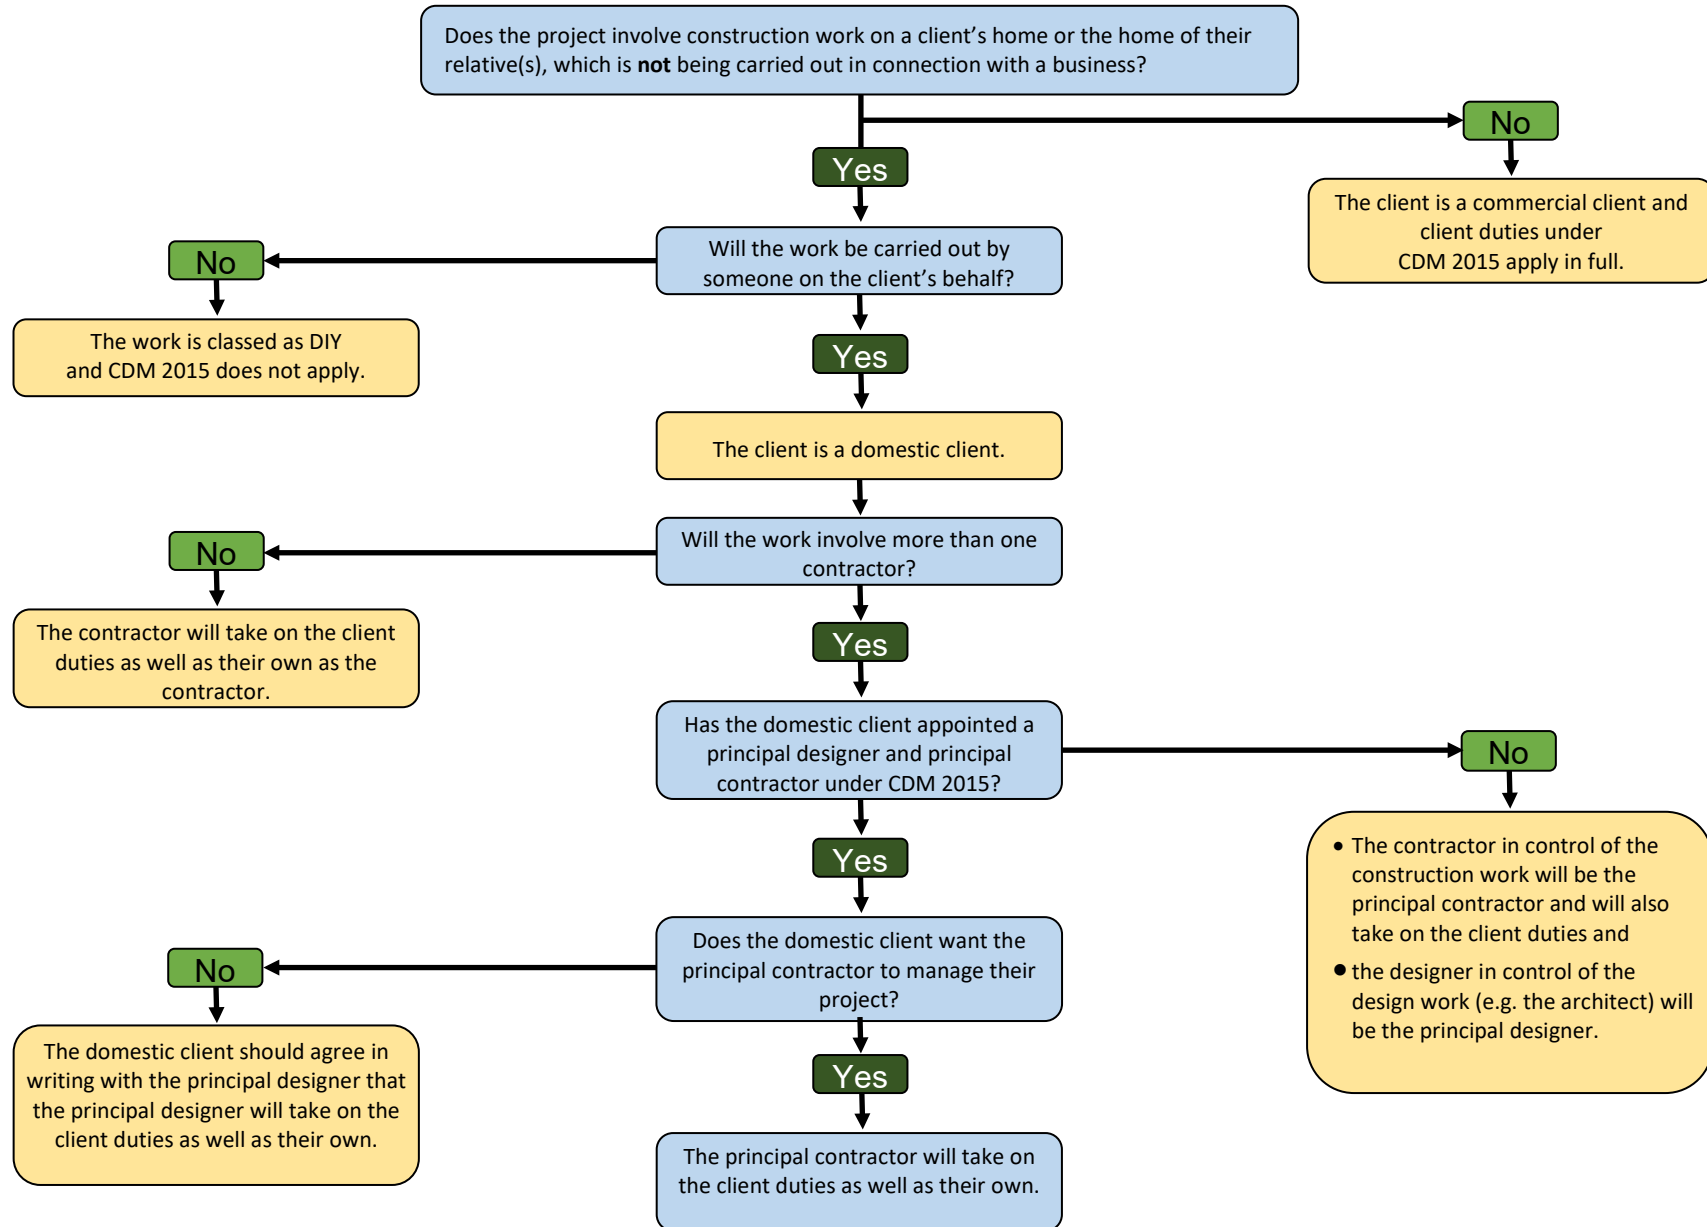 Does the project involve construction work on a client’s home or the home of their
relative(s), which is not being carried out in connection with a business?
No
Yes
The client is a commercial client and
client duties under
CDM 2015 apply in full.
No
Will the work be carried out by
someone on the client’s behalf?
The work is classed as DIY
and CDM 2015 does not apply.
Yes
The client is a domestic client.
No
Will the work involve more than one
contractor?
The contractor will take on the client
duties as well as their own as the
contractor.
Yes
Has the domestic client appointed a
principal designer and principal
contractor under CDM 2015?
No
Yes
• The contractor in control of the
construction work will be the
principal contractor and will also
take on the client duties and
• the designer in control of the
design work (e.g. the architect) will
be the principal designer.
No
Does the domestic client want the
principal contractor to manage their
project?
The domestic client should agree in
writing with the principal designer that
the principal designer will take on the
client duties as well as their own.
Yes
The principal contractor will take on
the client duties as well as their own.